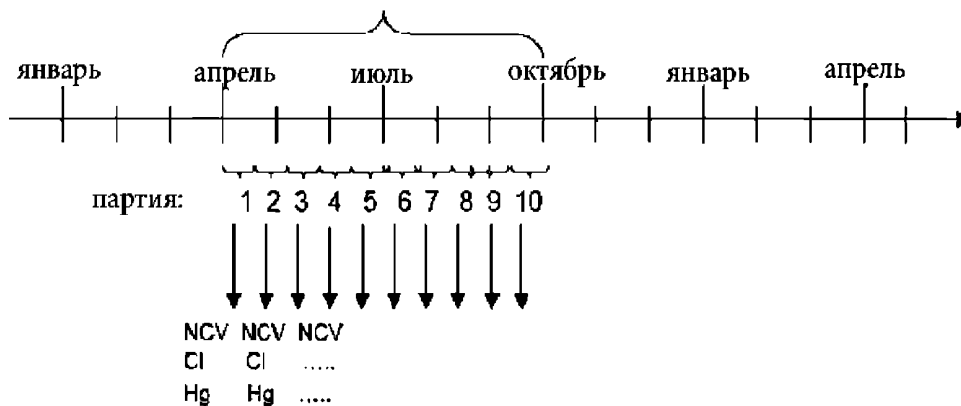 январь апрель июль октябрь январь апрель
партия: 1 2 3 4 5 6 7 8 9 10
NCV NCV NCV
Cl Cl .....
Hg Hg .....